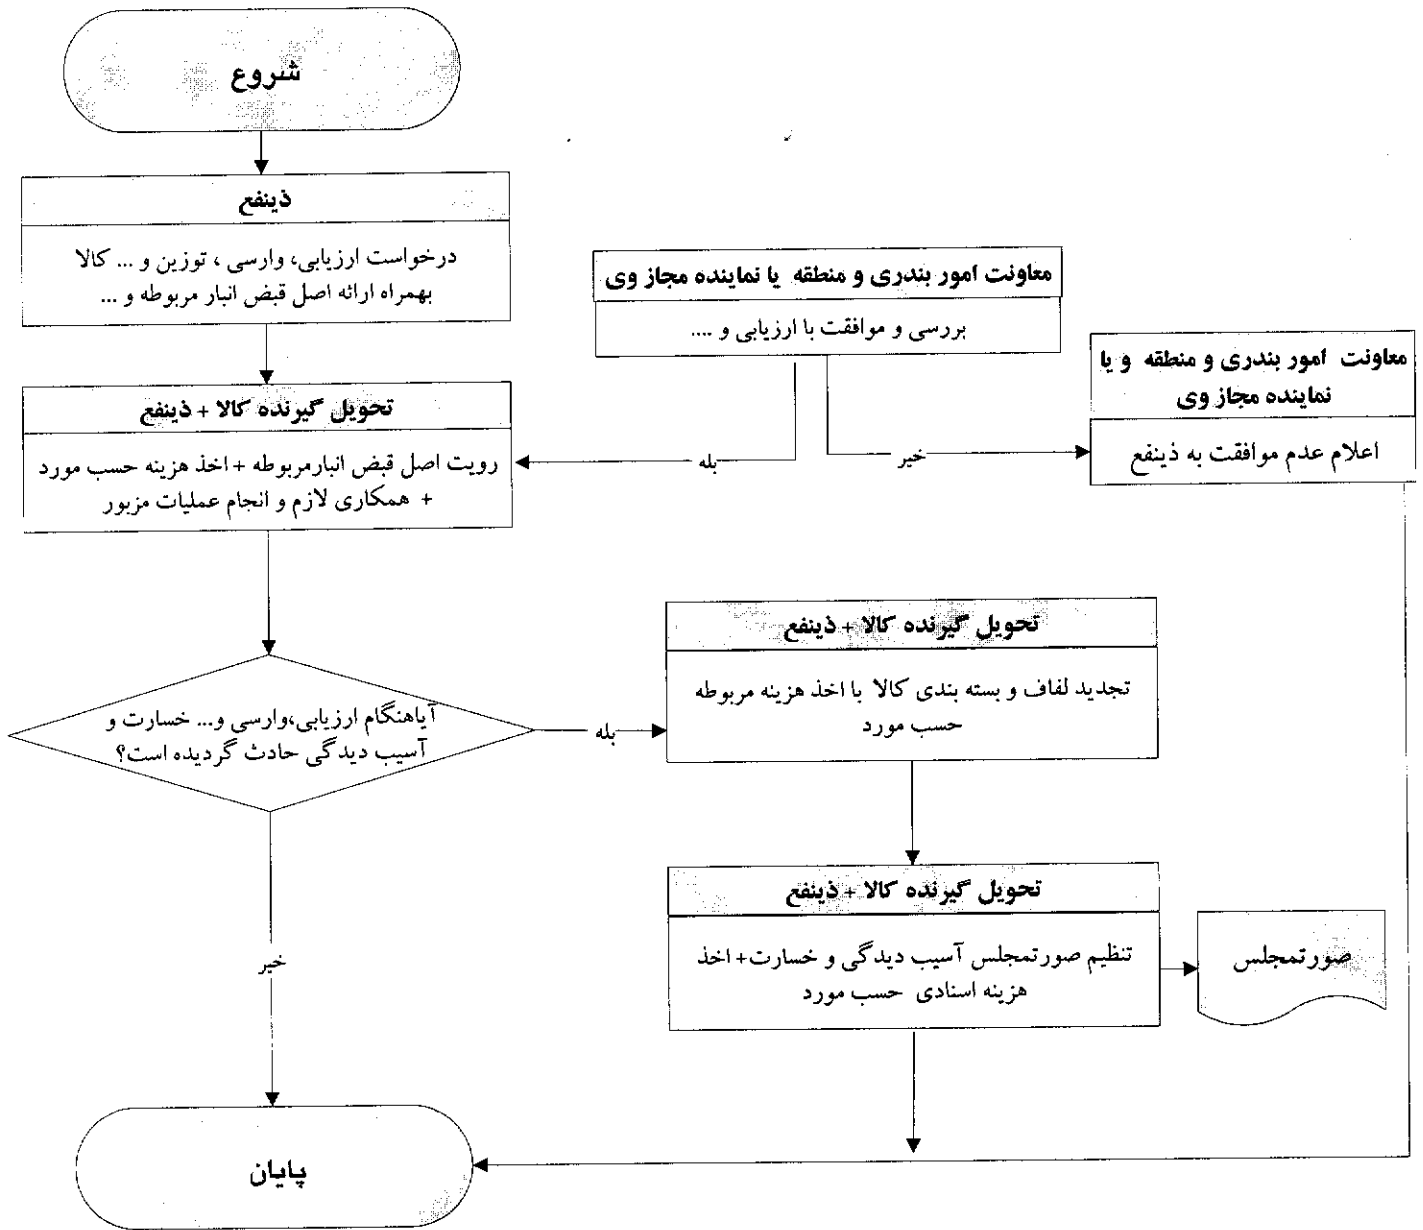 شروع
ذینفع
درخواست ارزیابی، وارسی ، توزین و ... کالا
بهمراه ارائه اصل قبض انبار مربوطه و ...
معاونت امور بندری و منطقه یا نماینده مجاز وی
بررسی و موافقت با ارزیابی و ....
معاونت امور بندری و منطقه و یا
نماینده مجاز وی
اعلام عدم موافقت به ذینفع
تحویل گیرنده کالا + ذینفع
رویت اصل قبض انبارمربوطه + اخذ هزینه حسب مورد
+ همکاری لازم و انجام عملیات مزبور
بله
خیر
تحویل گیرنده کالا + ذینفع
تجدید لفاف و بسته بندی کالا با اخذ هزینه مربوطه
حسب مورد
آیاهنگام ارزیابی،وارسی و... خسارت و
آسیب دیدگی حادث گردیده است؟
بله
تحویل گیرنده کالا + ذینفع
تنظیم صورتمجلس آسیب دیدگی و خسارت+ اخذ
هزینه اسنادی حسب مورد
صورتمجلس
خیر
پایان